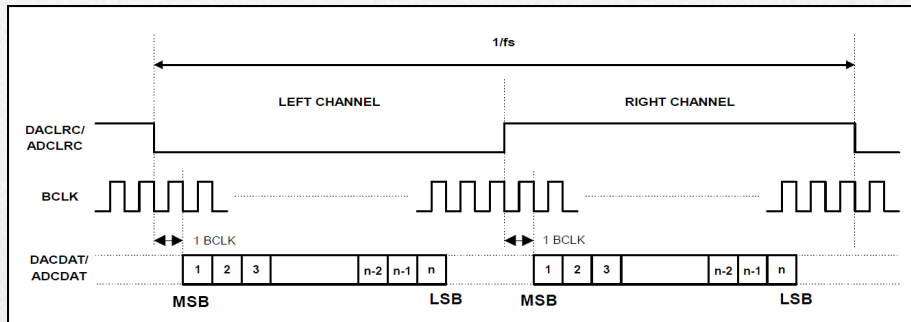 1/fs
LEFT CHANNEL
RIGHT CHANNEL
DACLRC/
ADCLRC
BCLK
1 BCLK
1 BCLK
DACDAT/
ADCDAT
1 2 3 n-2 n-1 n 1 2 3 n-2 n-1 n
MSB LSB MSB LSB